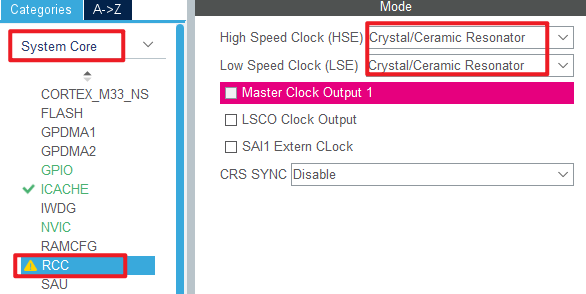 Categories A->Z
System Core
CORTEX_M33_NS
FLASH
GPDMA1
GPDMA2
GPIO
ICACHE
IWDG
NVIC
RAMCFG
RCC
SAU
Mode
High Speed Clock (HSE) Crystal/Ceramic Resonator
Low Speed Clock (LSE) Crystal/Ceramic Resonator
Master Clock Output 1
LSCO Clock Output
SAI1 Extern CLock
CRS SYNC Disable